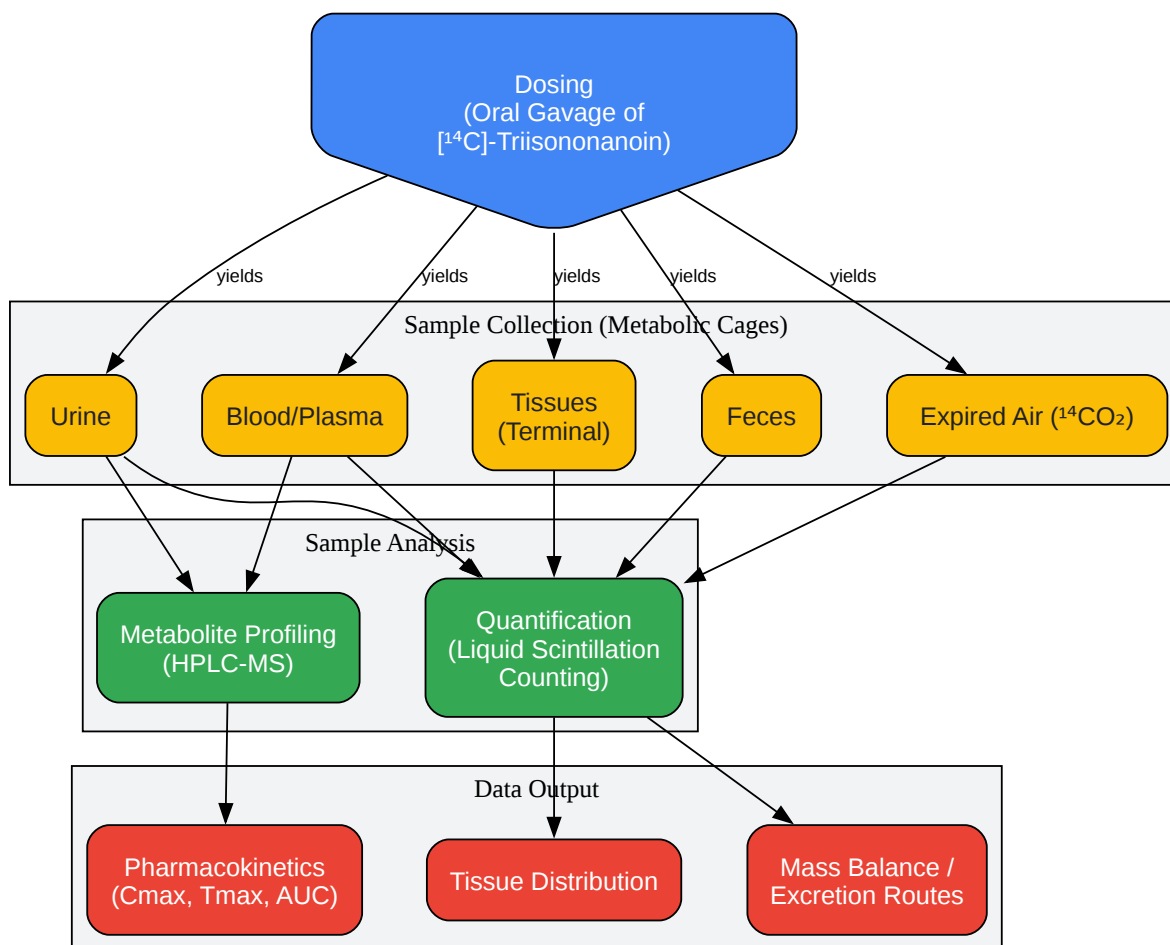 Dosing
(Oral Gavage of
[¹⁴C]-Triisononanoin)
yields
yields
yields
yields
yields
Sample Collection (Metabolic Cages)
Urine
Blood/Plasma
Tissues
(Terminal)
Feces
Expired Air (¹⁴CO₂)
Sample Analysis
Metabolite Profiling
(HPLC-MS)
Quantification
(Liquid Scintillation
Counting)
Data Output
Pharmacokinetics
(Cmax, Tmax, AUC)
Tissue Distribution
Mass Balance /
Excretion Routes